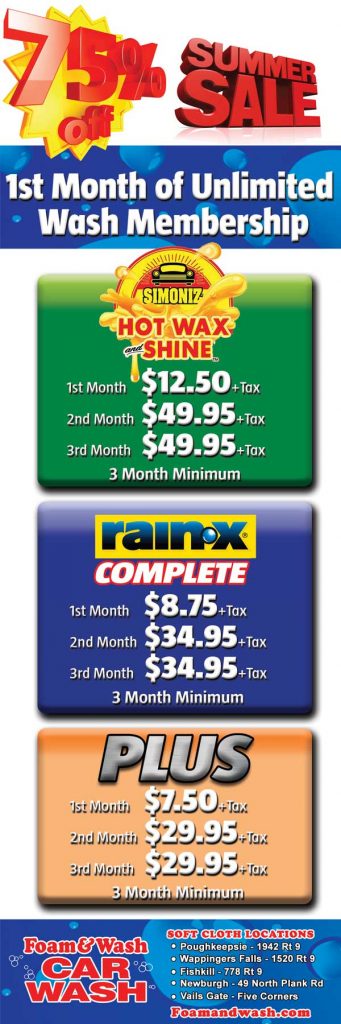 75% off
SUMMER
SALE
1st Month of Unlimited
Wash Membership
SIMONIZ
HOT WAX
and SHINE™
1st Month $12.50+Tax
2nd Month $49.95+Tax
3rd Month $49.95+Tax
3 Month Minimum
rain-x®
COMPLETE
1st Month $8.75+Tax
2nd Month $34.95+Tax
3rd Month $34.95+Tax
3 Month Minimum
PLUS
1st Month $7.50+Tax
2nd Month $29.95+Tax
3rd Month $29.95+Tax
3 Month Minimum
Foam&Wash
CAR
WASH
SOFT CLOTH LOCATIONS
• Poughkeepsie - 1942 Rt 9
• Wappingers Falls - 1520 Rt 9
• Fishkill - 778 Rt 9
• Newburgh - 49 North Plank Rd
• Vails Gate - Five Corners
Foamandwash.com